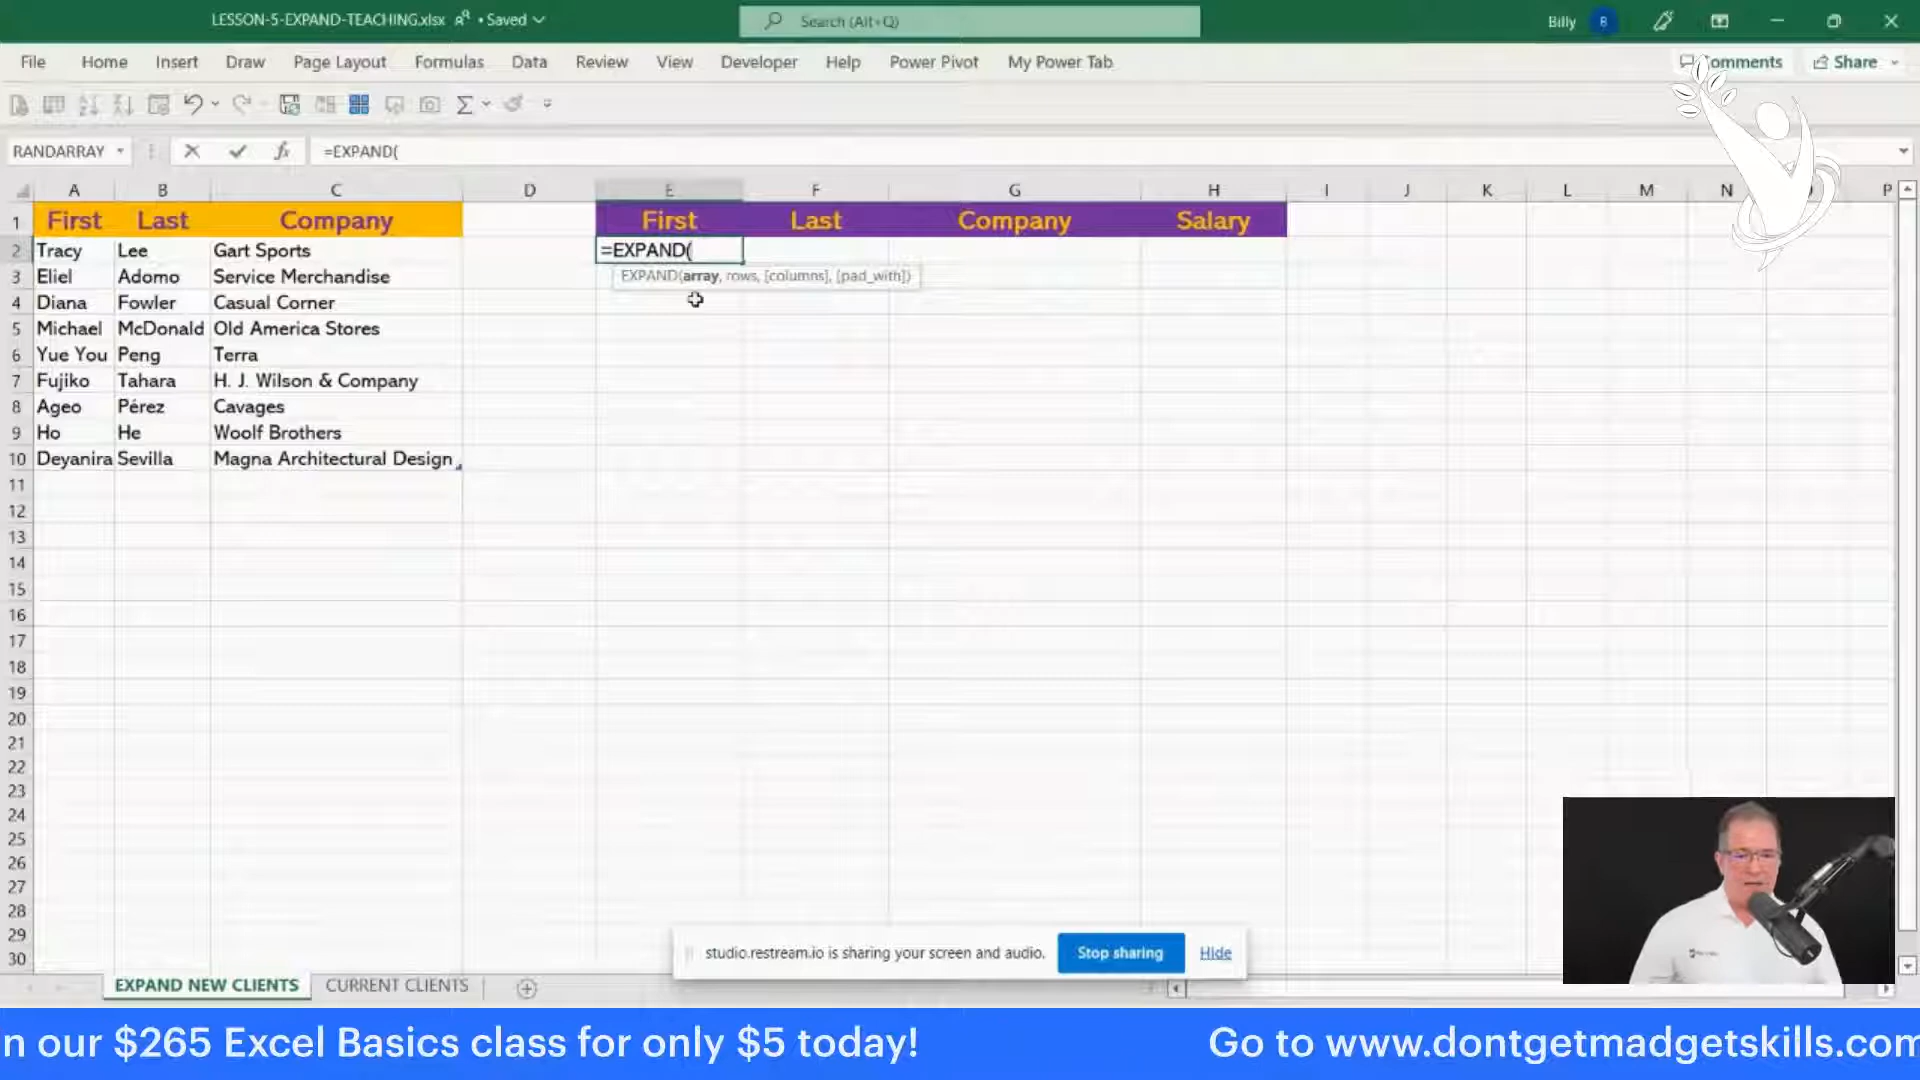 LESSON-5-EXPAND-TEACHING.xlsx • Saved
Search (Alt+Q)
Billy B
File Home Insert Draw Page Layout Formulas Data Review View Developer Help Power Pivot My Power Tab
omments Share
RANDARRAY fx =EXPAND(
A B C D E F G H I J K L M N P
1 First Last Company First Last Company Salary
2 Tracy Lee Gart Sports =EXPAND(
EXPAND(array, rows, [columns], [pad_with])
3 Eliel Adomo Service Merchandise
4 Diana Fowler Casual Corner
5 Michael McDonald Old America Stores
6 Yue You Peng Terra
7 Fujiko Tahara H. J. Wilson & Company
8 Ageo Pérez Cavages
9 Ho He Woolf Brothers
10 Deyanira Sevilla Magna Architectural Design
11
12
13
14
15
16
17
18
19
20
21
22
23
24
25
26
27
28
29
30
studio.restream.io is sharing your screen and audio. Stop sharing Hide
EXPAND NEW CLIENTS CURRENT CLIENTS
n our $265 Excel Basics class for only $5 today! Go to www.dontgetmadgetskills.com